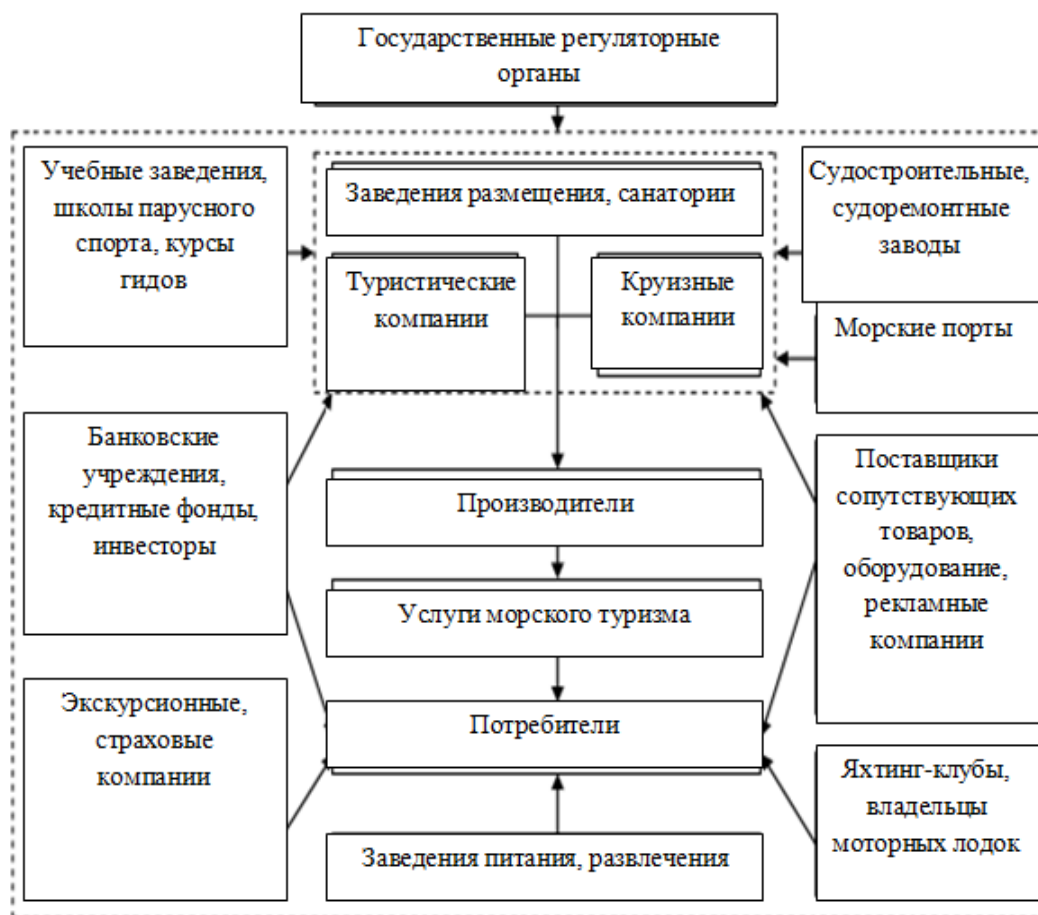 Государственные регуляторные
органы
Учебные заведения,
школы парусного
спорта, курсы
гидов
Заведения размещения, санатории
Судостроительные,
судоремонтные
заводы
Туристические
компании
Круизные
компании
Морские порты
Банковские
учреждения,
кредитные фонды,
инвесторы
Производители
Поставщики
сопутствующих
товаров,
оборудование,
рекламные
компании
Услуги морского туризма
Экскурсионные,
страховые
компании
Потребители
Яхтинг-клубы,
владельцы
моторных лодок
Заведения питания, развлечения